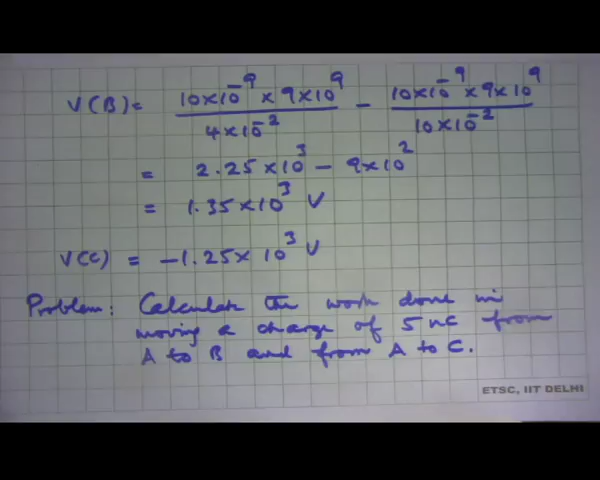 V(B) = 10×10⁻⁹ × 9×10⁹ / 4×10⁻² − 10×10⁻⁹ × 9×10⁹ / 10×10⁻²
= 2.25×10³ − 9×10²
= 1.35×10³ V
V(C) = −1.25×10³ V
Problem: Calculate the work done in
moving a charge of 5 nC from
A to B and from A to C.
ETSC, IIT DELHI